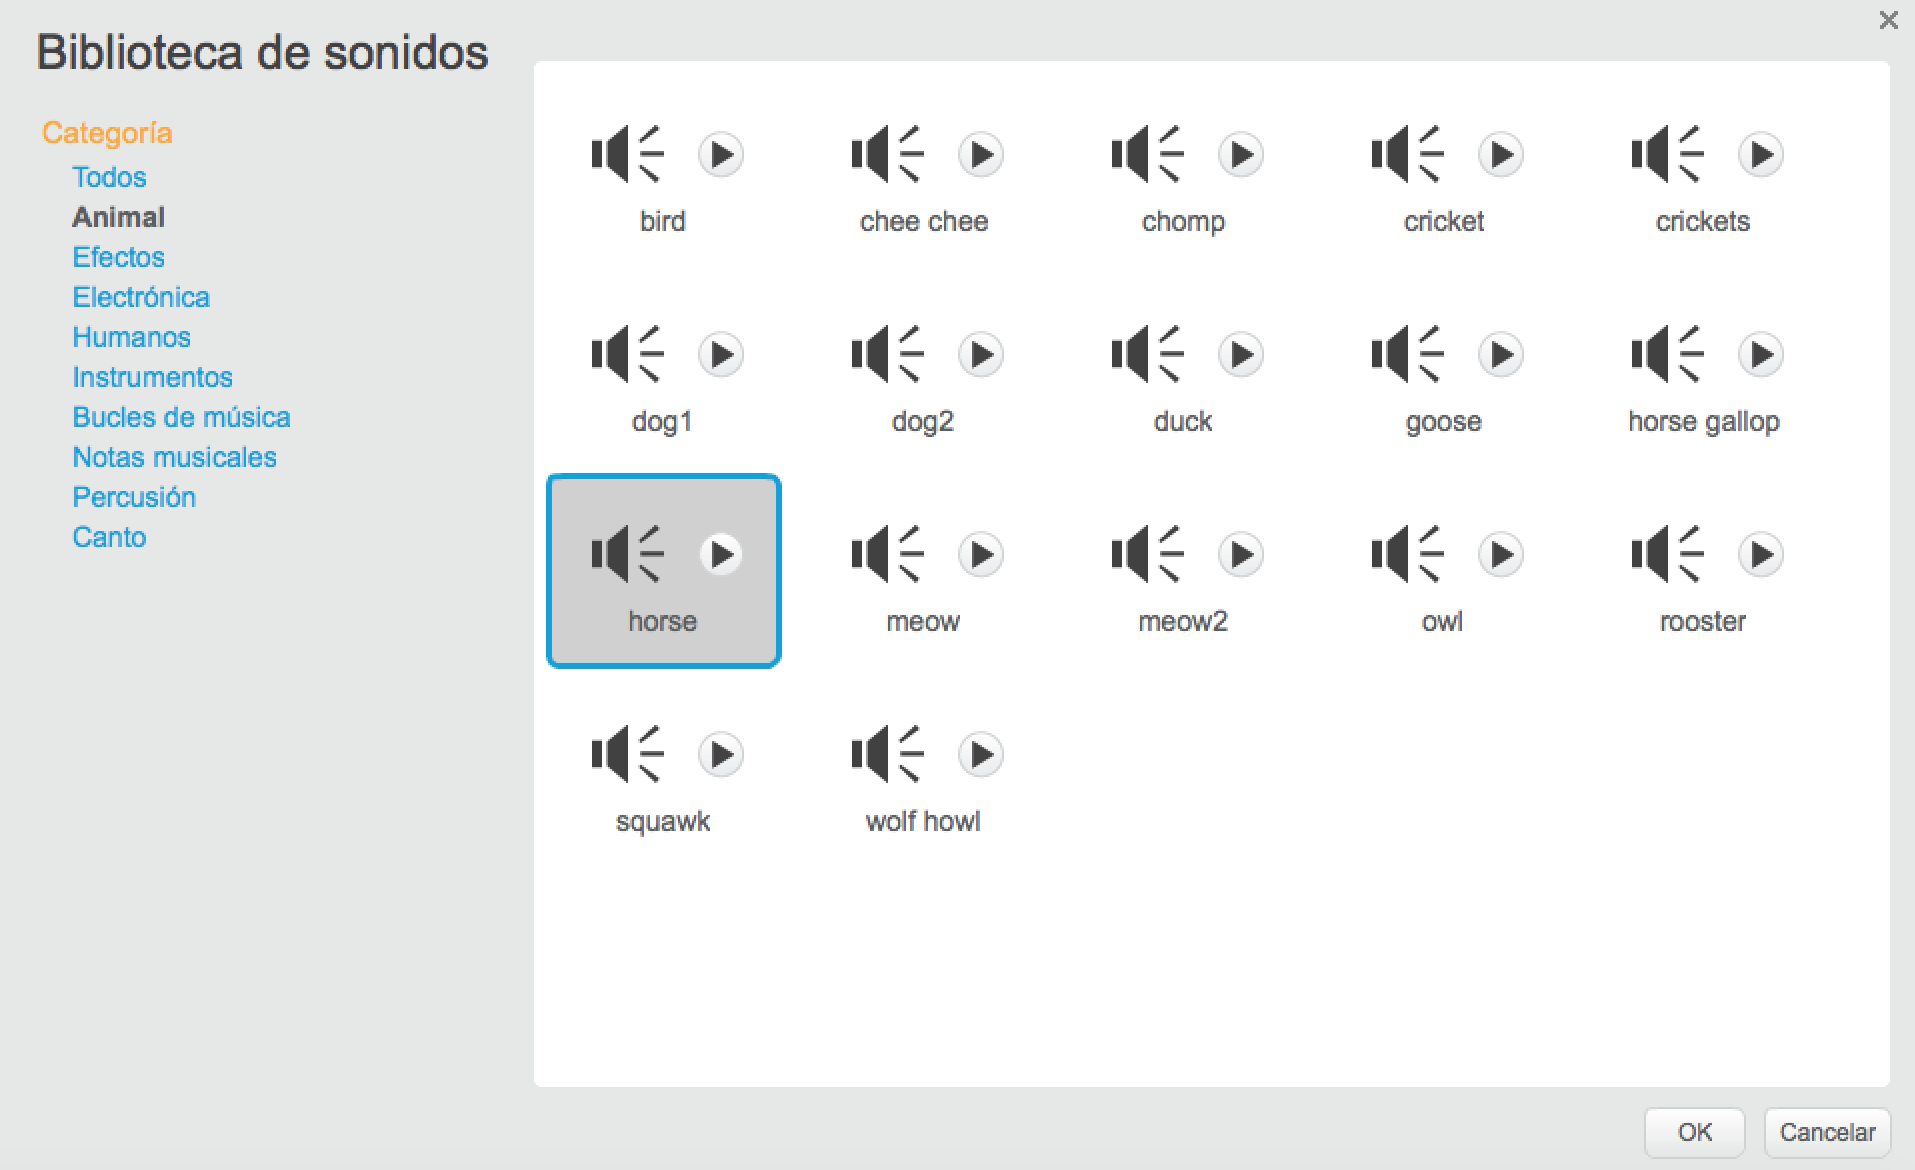 Biblioteca de sonidos
Categoría
Todos
Animal
Efectos
Electrónica
Humanos
Instrumentos
Bucles de música
Notas musicales
Percusión
Canto
bird chee chee chomp cricket crickets
dog1 dog2 duck goose horse gallop
horse meow meow2 owl rooster
squawk wolf howl
OK Cancelar